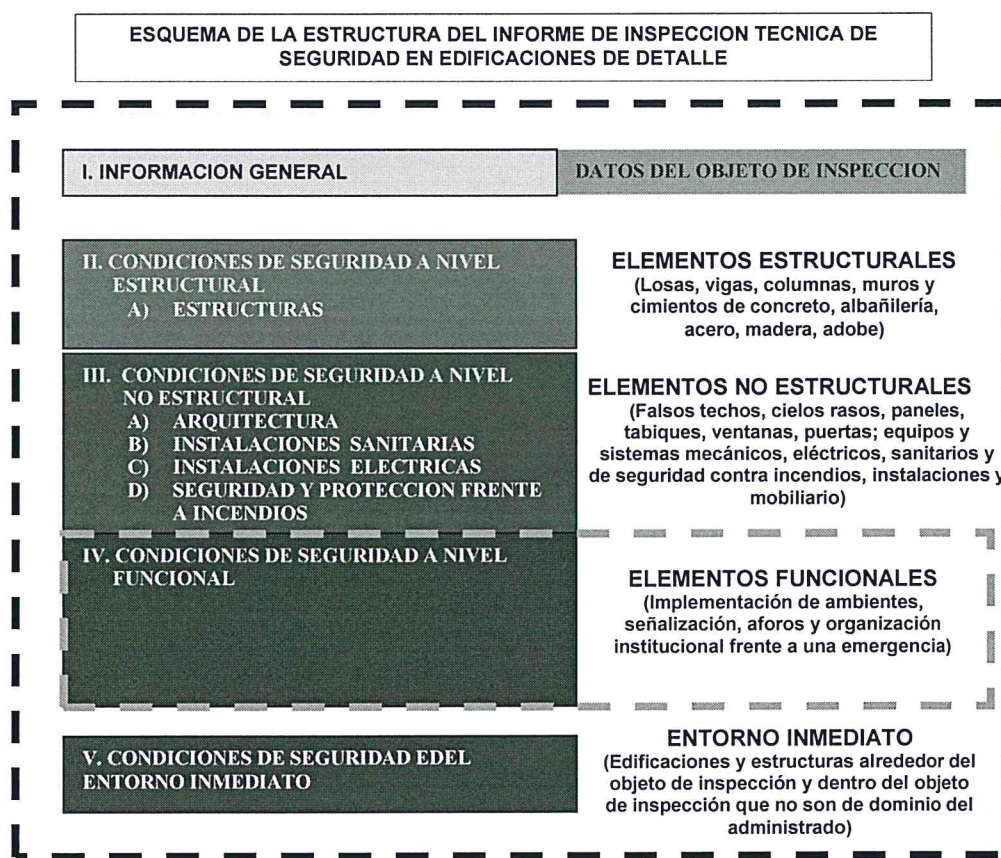 ESQUEMA DE LA ESTRUCTURA DEL INFORME DE INSPECCION TECNICA DE
SEGURIDAD EN EDIFICACIONES DE DETALLE
I. INFORMACION GENERAL
DATOS DEL OBJETO DE INSPECCION
II. CONDICIONES DE SEGURIDAD A NIVEL
ESTRUCTURAL
A) ESTRUCTURAS
ELEMENTOS ESTRUCTURALES
(Losas, vigas, columnas, muros y
cimientos de concreto, albañilería,
acero, madera, adobe)
III. CONDICIONES DE SEGURIDAD A NIVEL
NO ESTRUCTURAL
A) ARQUITECTURA
B) INSTALACIONES SANITARIAS
C) INSTALACIONES ELECTRICAS
D) SEGURIDAD Y PROTECCION FRENTE
A INCENDIOS
ELEMENTOS NO ESTRUCTURALES
(Falsos techos, cielos rasos, paneles,
tabiques, ventanas, puertas; equipos y
sistemas mecánicos, eléctricos, sanitarios y
de seguridad contra incendios, instalaciones y
mobiliario)
IV. CONDICIONES DE SEGURIDAD A NIVEL
FUNCIONAL
ELEMENTOS FUNCIONALES
(Implementación de ambientes,
señalización, aforos y organización
institucional frente a una emergencia)
V. CONDICIONES DE SEGURIDAD EDEL
ENTORNO INMEDIATO
ENTORNO INMEDIATO
(Edificaciones y estructuras alrededor del
objeto de inspección y dentro del objeto
de inspección que no son de dominio del
administrado)